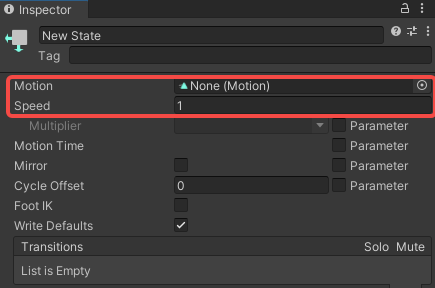 Inspector
New State
Tag
Motion None (Motion)
Speed 1
Multiplier Parameter
Motion Time Parameter
Mirror Parameter
Cycle Offset 0 Parameter
Foot IK
Write Defaults
Transitions Solo Mute
List is Empty